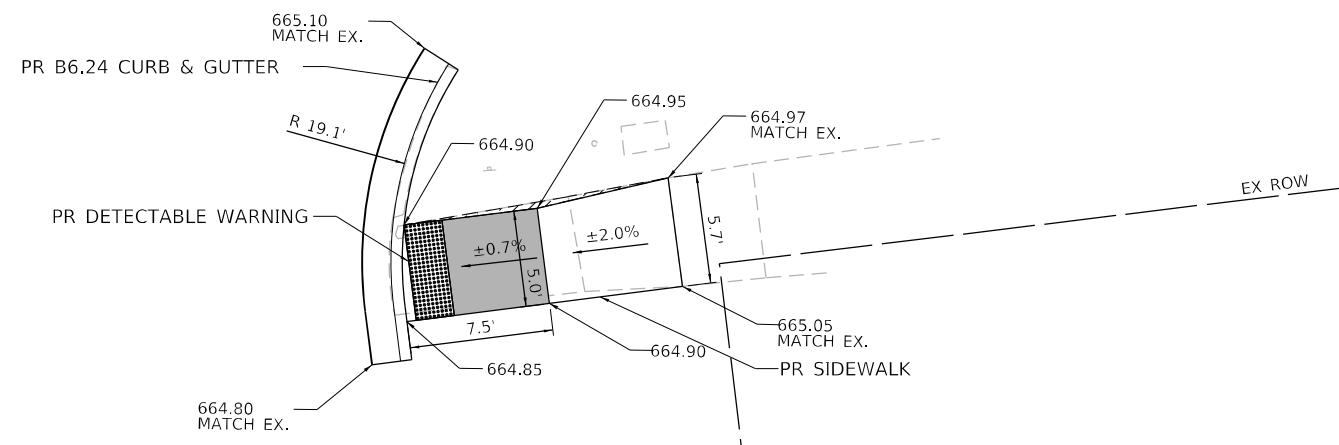 665.10
MATCH EX.
PR B6.24 CURB & GUTTER
R 19.1'
664.90
664.95
664.97
MATCH EX.
EX ROW
PR DETECTABLE WARNING
±0.7%
±2.0%
5.7'
5.0'
7.5'
665.05
MATCH EX.
664.90
664.85
PR SIDEWALK
664.80
MATCH EX.